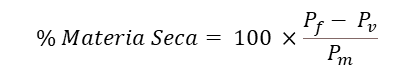 % Materia Seca = 100 × (P_f − P_v) / P_m